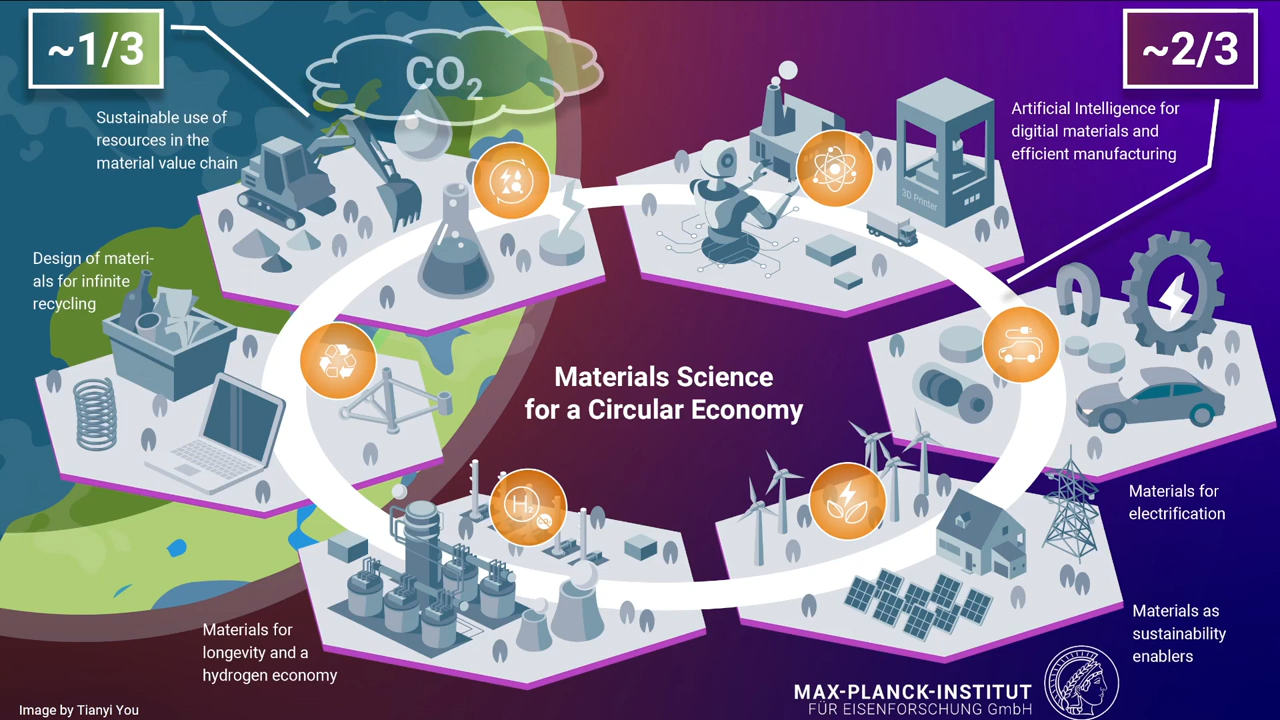 ~1/3
Sustainable use of
resources in the
material value chain
CO₂
~2/3
Artificial Intelligence for
digitial materials and
efficient manufacturing
3D Printer
Design of materi-
als for infinite
recycling
Materials Science
for a Circular Economy
H₂
Materials for
electrification
Materials for
longevity and a
hydrogen economy
Materials as
sustainability
enablers
MAX-PLANCK-INSTITUT
FÜR EISENFORSCHUNG GmbH
Image by Tianyi You